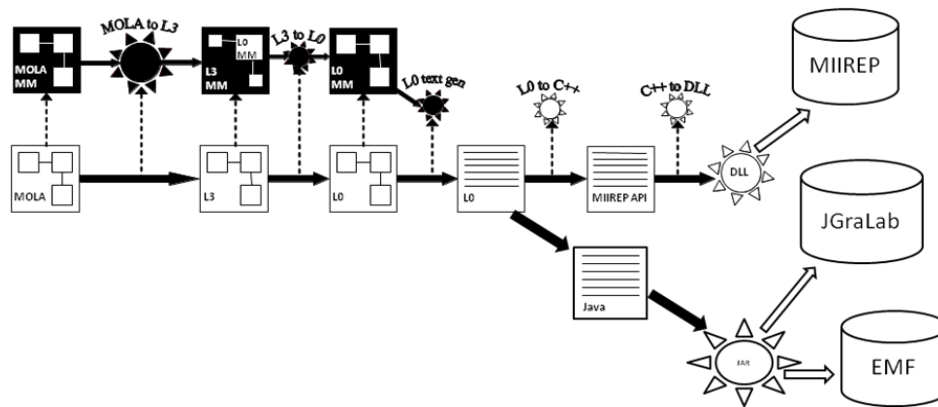 MOLA to L3
L3 to L0
L0 text gen
L0 to C++
C++ to DLL
MIIREP
MOLA
MM
L3
MM
L0
MM
L0
MM
MOLA
L3
L0
L0
MIIREP API
DLL
JGraLab
Java
JAR
EMF